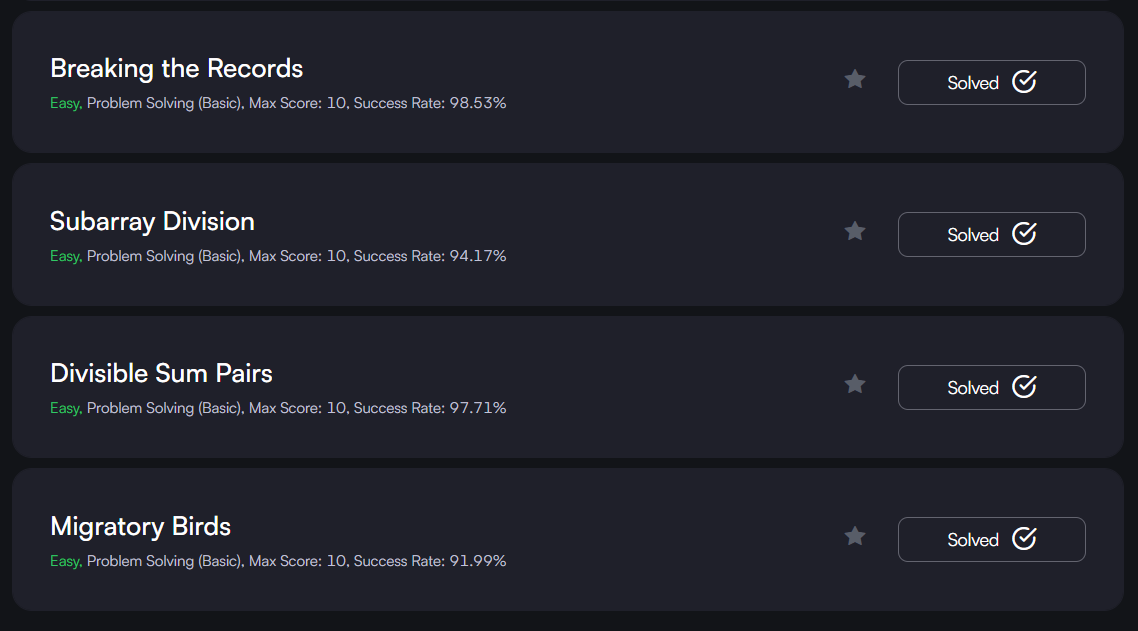 Breaking the Records
Easy, Problem Solving (Basic), Max Score: 10, Success Rate: 98.53%
Solved
Subarray Division
Easy, Problem Solving (Basic), Max Score: 10, Success Rate: 94.17%
Solved
Divisible Sum Pairs
Easy, Problem Solving (Basic), Max Score: 10, Success Rate: 97.71%
Solved
Migratory Birds
Easy, Problem Solving (Basic), Max Score: 10, Success Rate: 91.99%
Solved